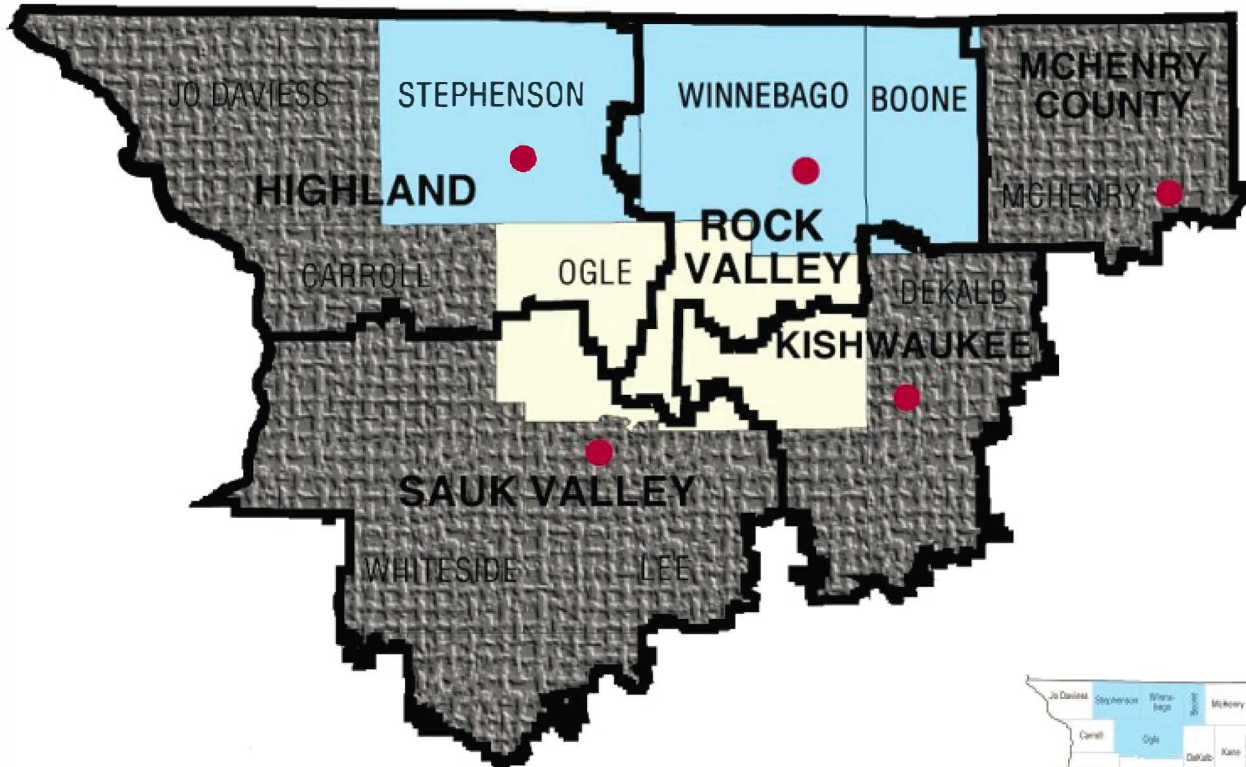 JO DAVIESS
STEPHENSON
WINNEBAGO
BOONE
MCHENRY
COUNTY
HIGHLAND
MCHENRY
ROCK
VALLEY
CARROLL
OGLE
DEKALB
KISHWAUKEE
SAUK VALLEY
WHITESIDE
LEE
Jo Daviess
Stephenson
Winne-
bago
Boone
McHenry
Carroll
Ogle
DeKalb
Kane